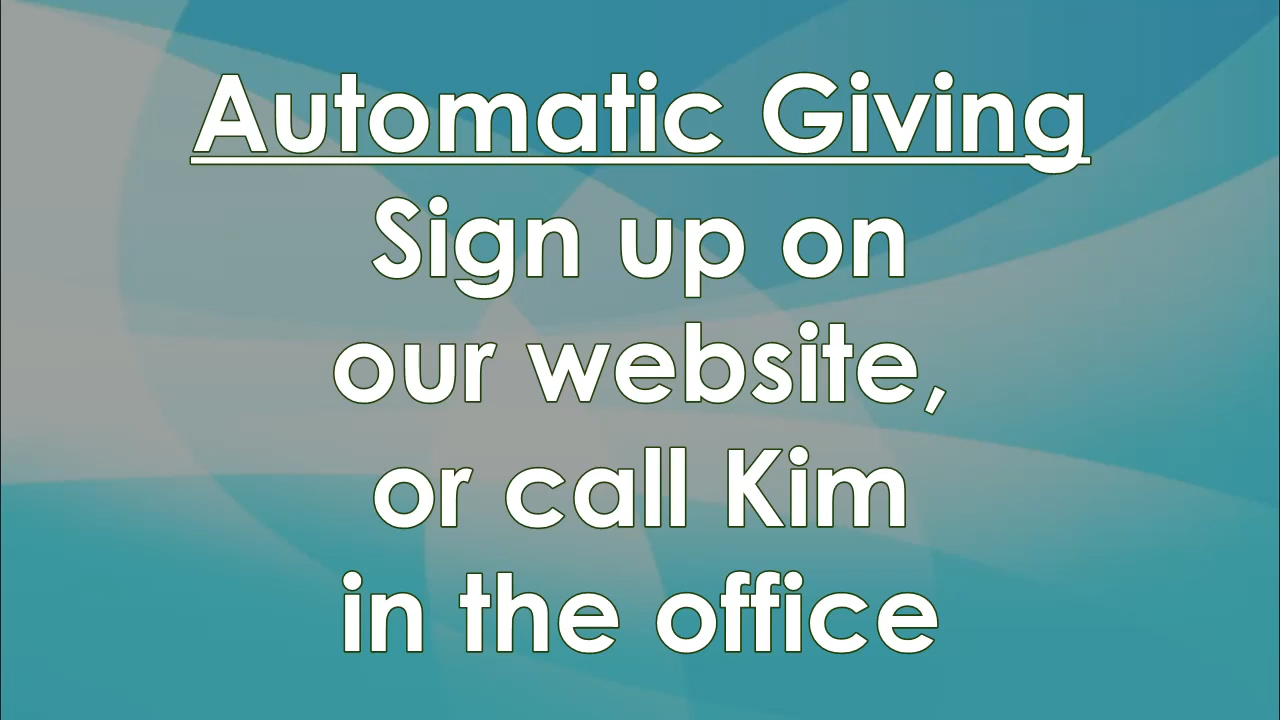 Automatic Giving
Sign up on
our website,
or call Kim
in the office